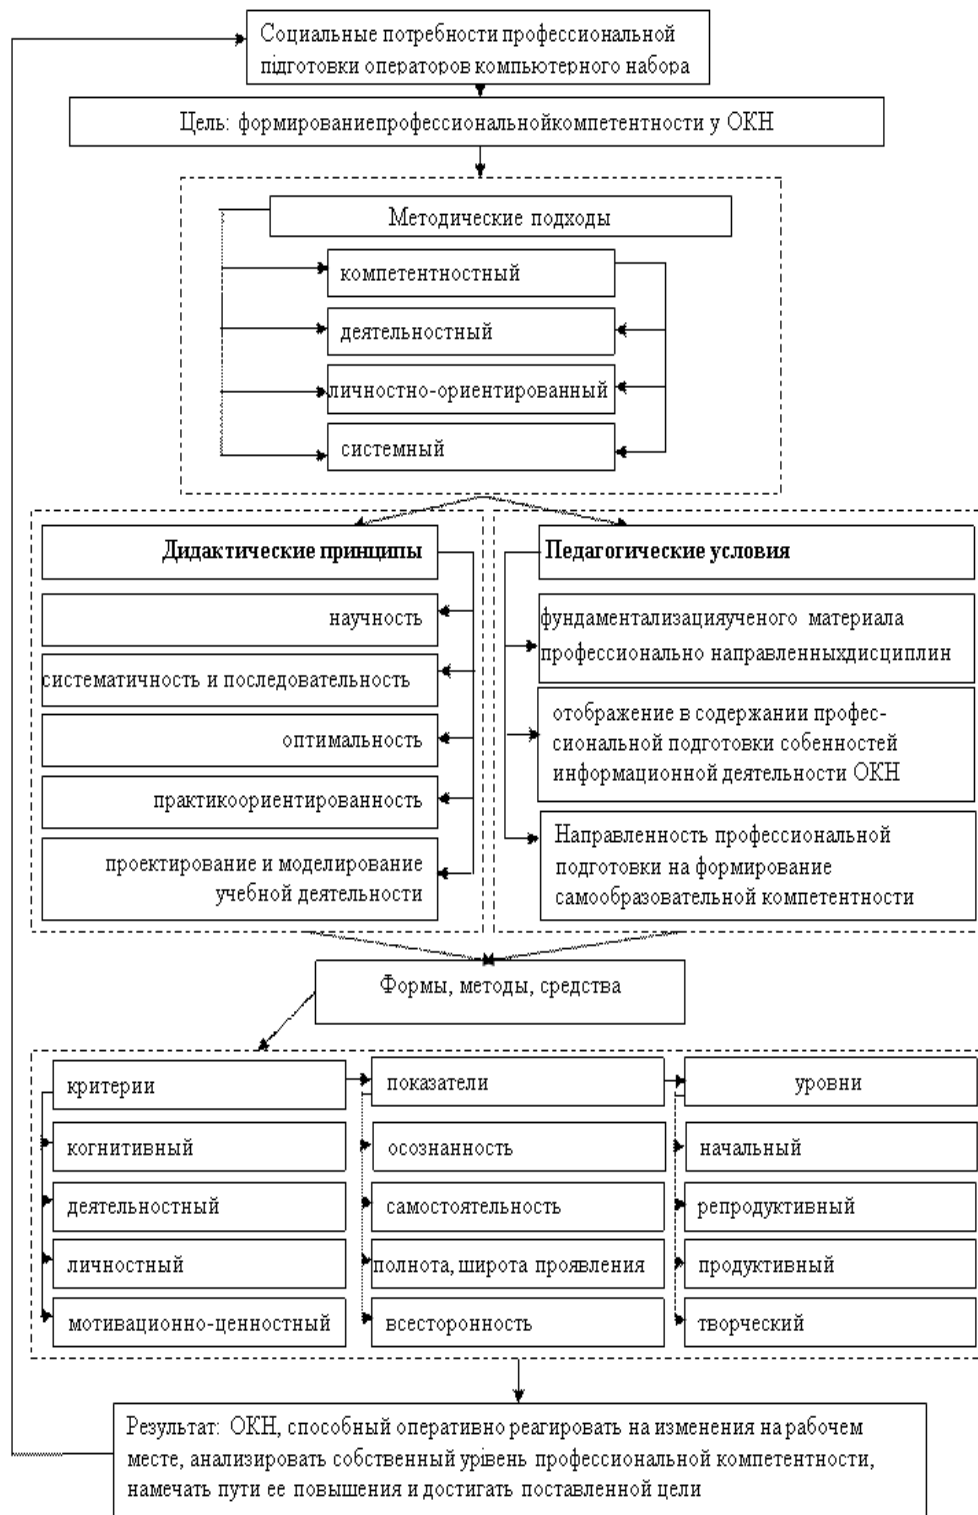 Социальные потребности профессиональной
підготовки операторов компьютерного набора
Цель: формированиепрофессиональнойкомпетентности у ОКН
Методические подходы
компетентностный
деятельностный
личностно-ориентированный
системный
Дидактические принципы
научность
систематичность и последовательность
оптимальность
практикоориентированность
проектирование и моделирование
учебной деятельности
Педагогические условия
фундаментализацияученого материала
профессионально направленныхдисциплин
отображение в содержании профес-
сиональной подготовки собенностей
информационной деятельности ОКН
Направленность профессиональной
подготовки на формирование
самообразовательной компетентности
Формы, методы, средства
критерии
когнитивный
деятельностный
личностный
мотивационно-ценностный
показатели
осознанность
самостоятельность
полнота, широта проявления
всесторонность
уровни
начальный
репродуктивный
продуктивный
творческий
Результат: ОКН, способный оперативно реагировать на изменения на рабочем
месте, анализировать собственный урівень профессиональной компетентности,
намечать пути ее повышения и достигать поставленной цели